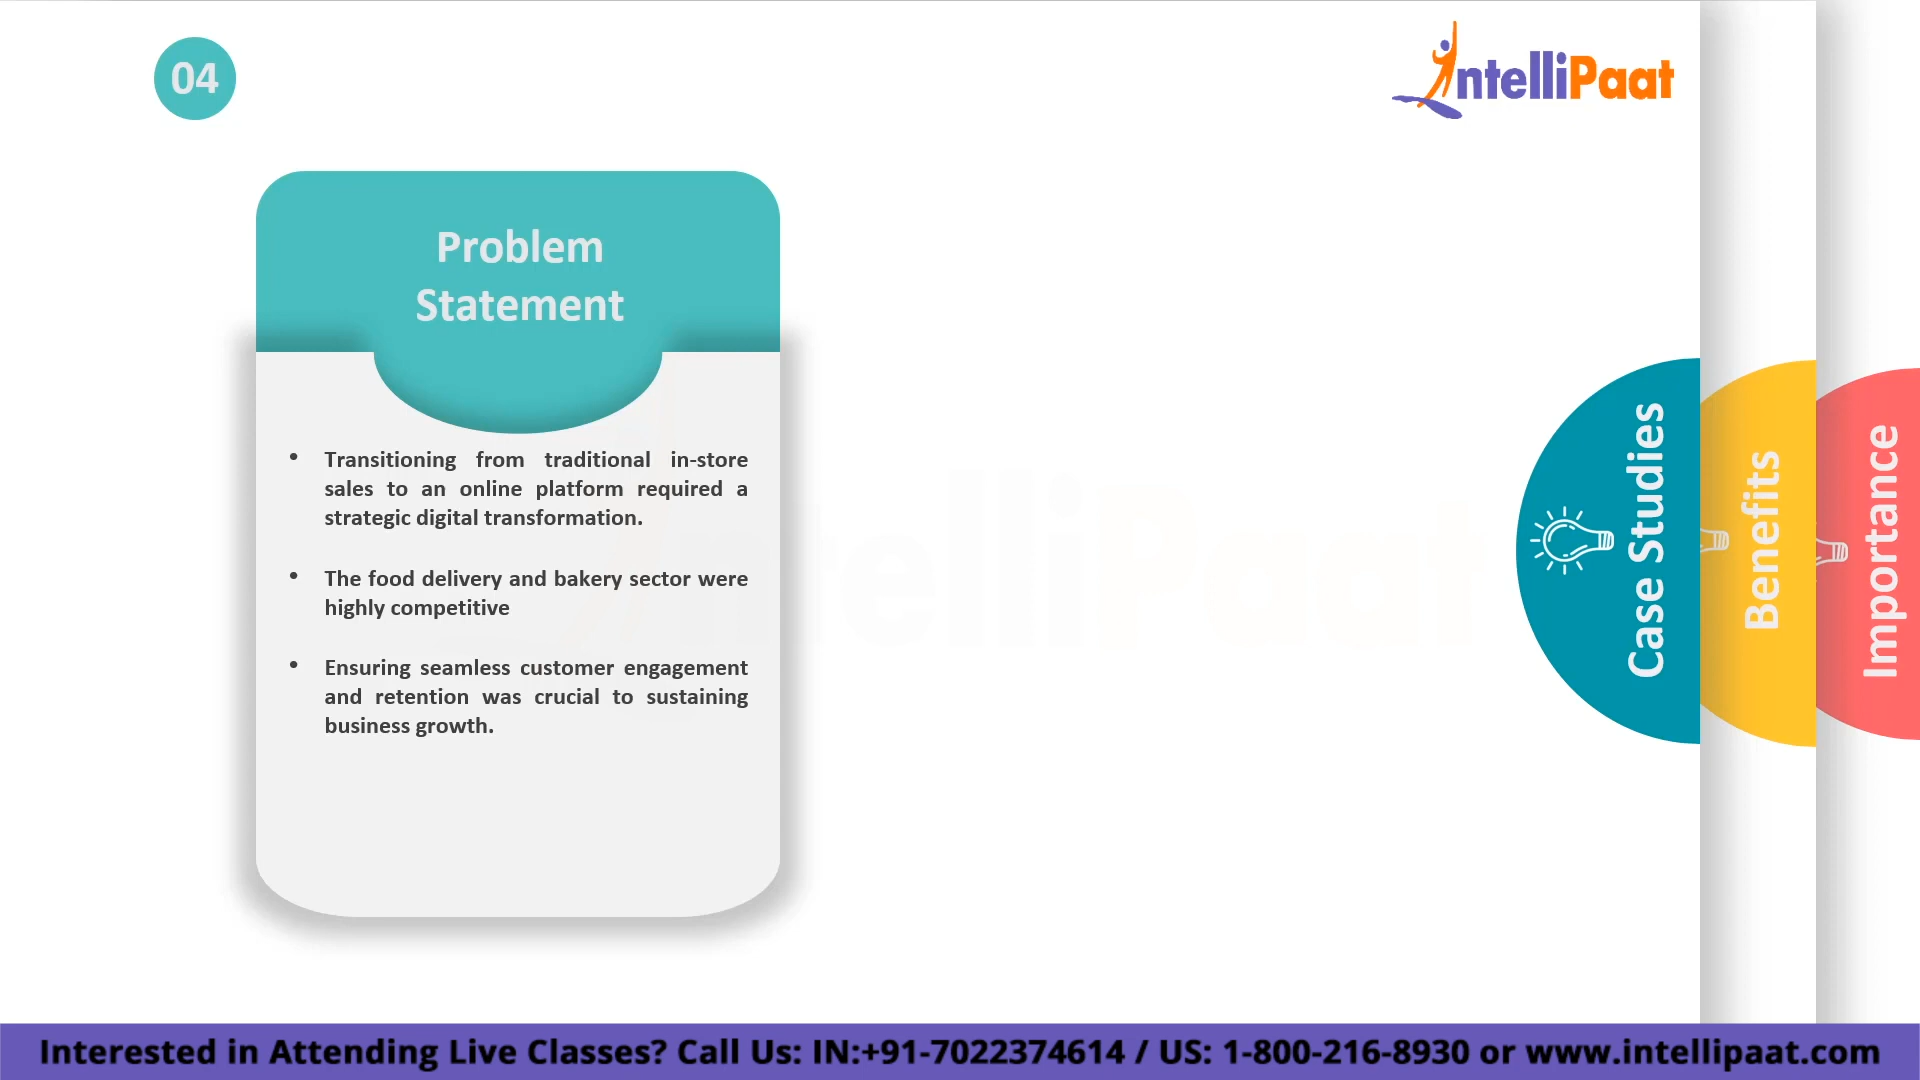 04
IntelliPaat
Problem
Statement
• Transitioning from traditional in-store
sales to an online platform required a
strategic digital transformation.
• The food delivery and bakery sector were
highly competitive
• Ensuring seamless customer engagement
and retention was crucial to sustaining
business growth.
Case Studies
Benefits
Importance
Interested in Attending Live Classes? Call Us: IN:+91-7022374614 / US: 1-800-216-8930 or www.intellipaat.com